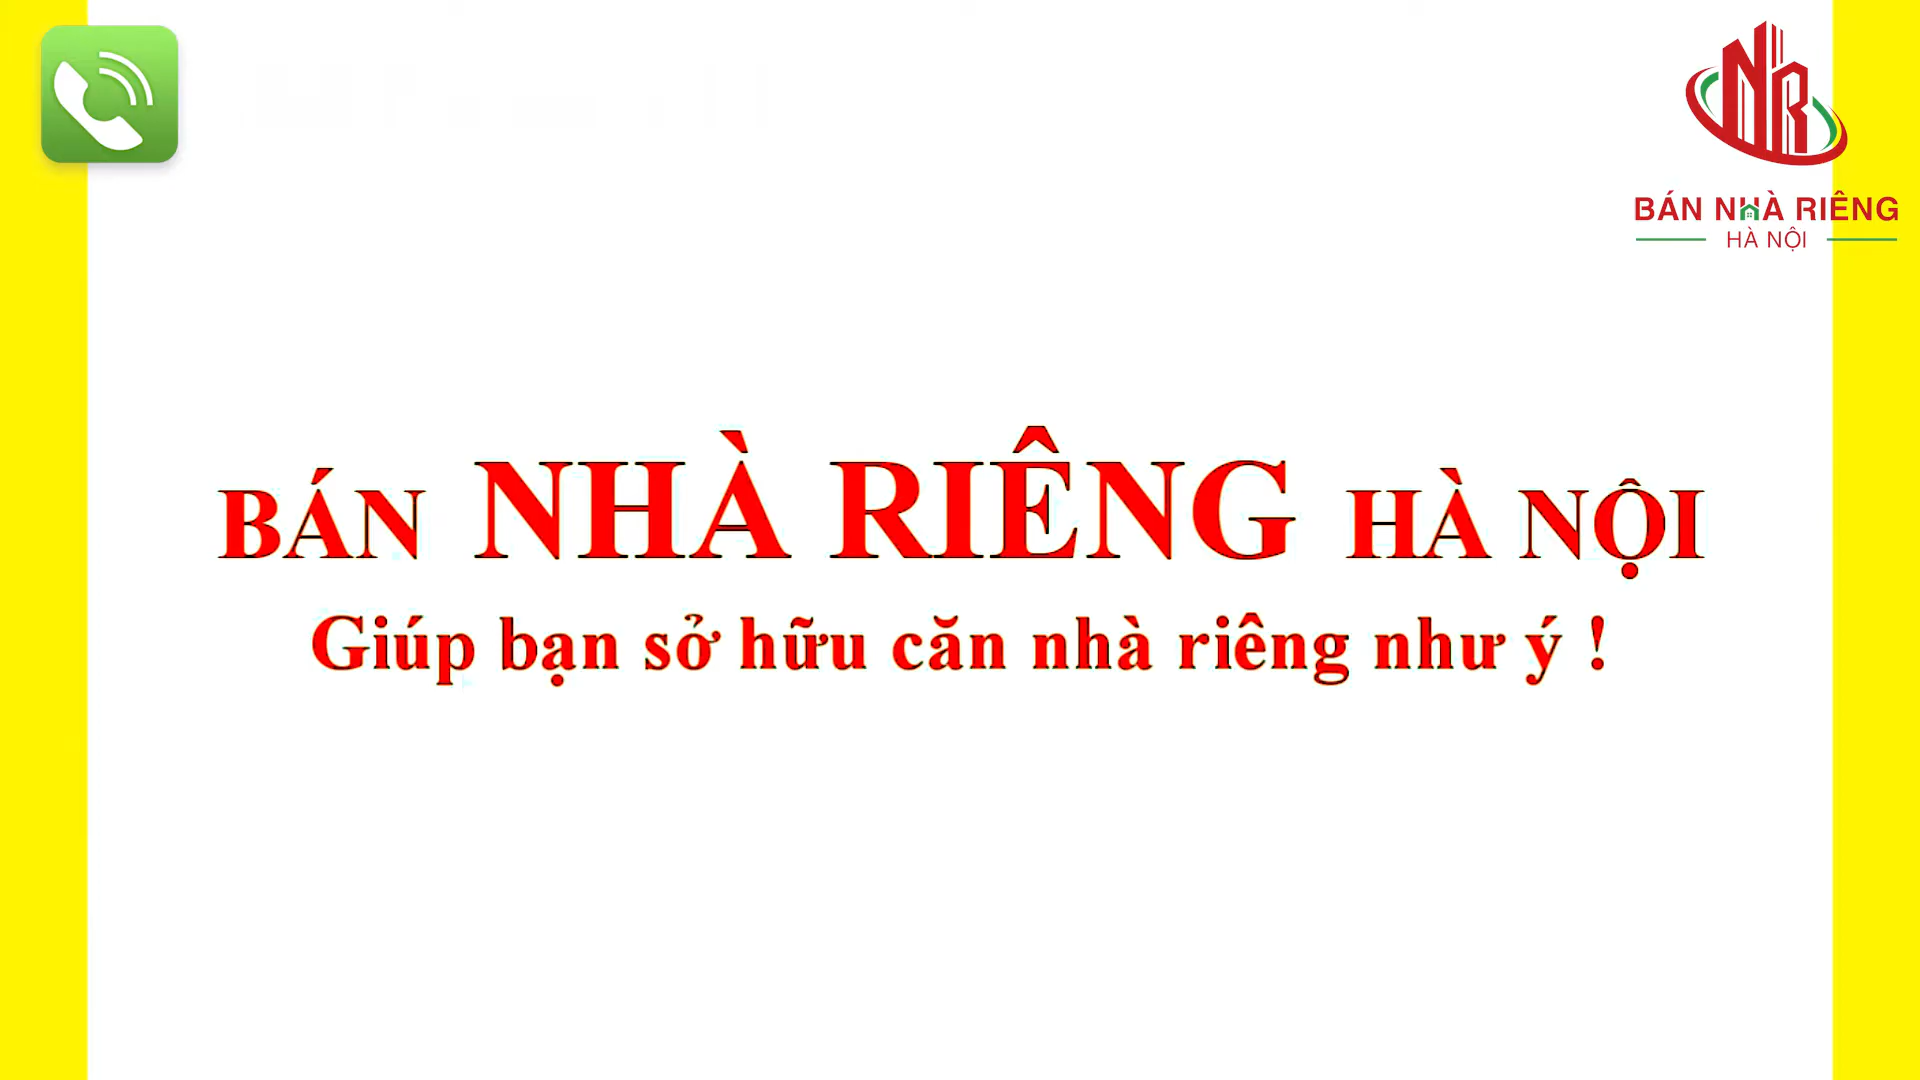 BÁN NHÀ RIÊNG
HÀ NỘI
BÁN NHÀ RIÊNG HÀ NỘI
Giúp bạn sở hữu căn nhà riêng như ý !